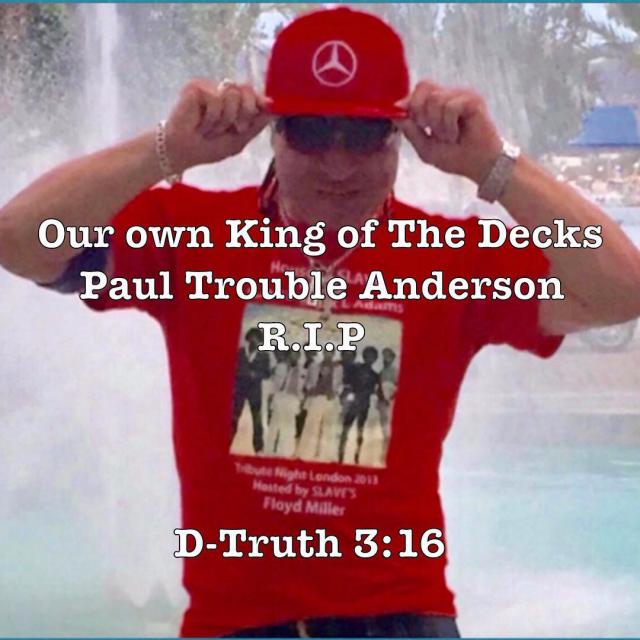 Our own King of The Decks
Paul Trouble Anderson
Adams
R.I.P
Tribute Night London 2013
Hosted by SLAVE'S
Floyd Miller
D-Truth 3:16